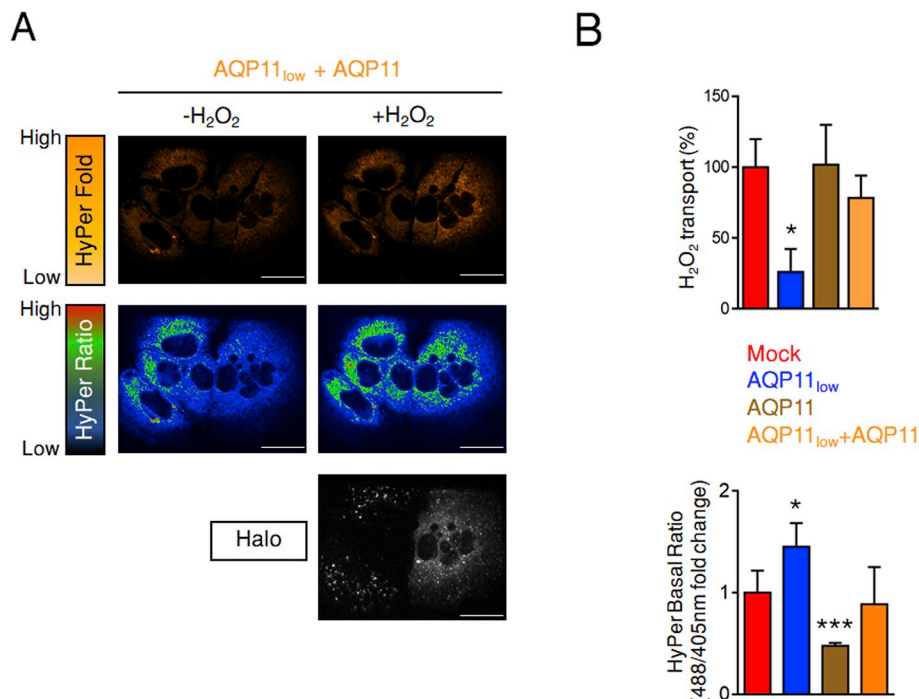 A
AQP11low + AQP11
-H2O2
+H2O2
High
HyPer Fold
Low
High
HyPer Ratio
Low
Halo
B
150
100
50
0
H2O2 transport (%)
*
Mock
AQP11low
AQP11
AQP11low+AQP11
2
1
0
HyPer Basal Ratio
(488/405nm fold change)
*
***